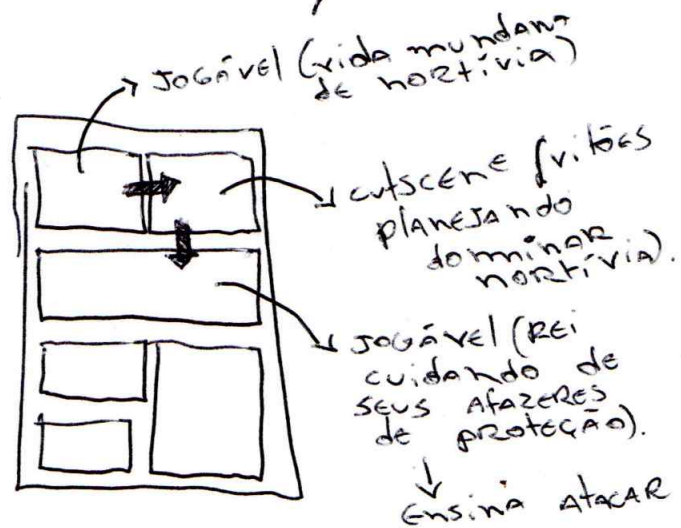 JOGÁVEL (vida mundana
de nortívia)
cutscene (vilões
planejando
dominar
nortívia).
JOGÁVEL (REI
cuidando de
seus afazeres
de proteção).
Ensina atacar